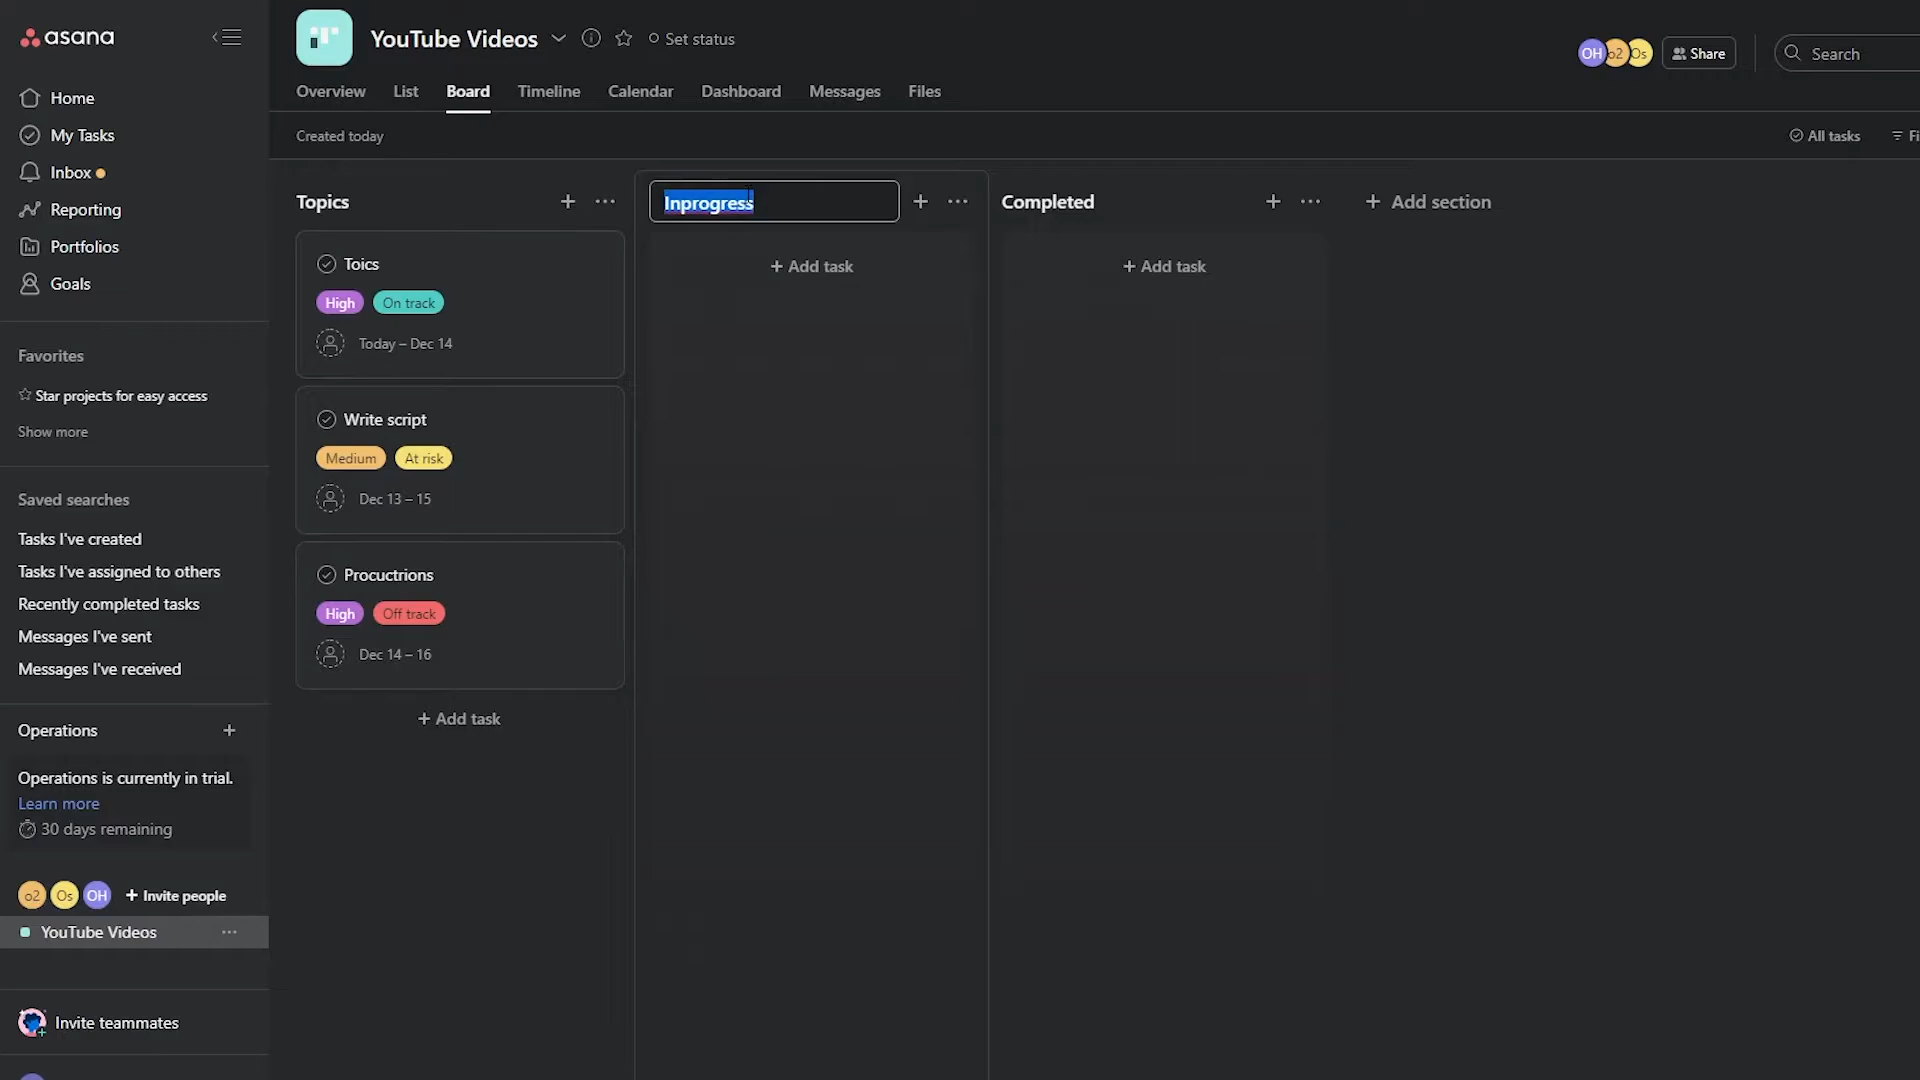 asana
Home
My Tasks
Inbox
Reporting
Portfolios
Goals
Favorites
Star projects for easy access
Show more
Saved searches
Tasks I've created
Tasks I've assigned to others
Recently completed tasks
Messages I've sent
Messages I've received
Operations +
Operations is currently in trial.
Learn more
30 days remaining
o2 Os OH + Invite people
YouTube Videos ...
Invite teammates
YouTube Videos
Set status
OH o2 Os
Share
Search
Overview List Board Timeline Calendar Dashboard Messages Files
Created today
All tasks
Fi
Topics + ...
Toics
High On track
Today – Dec 14
Write script
Medium At risk
Dec 13 – 15
Procuctrions
High Off track
Dec 14 – 16
+ Add task
Inprogress + ...
+ Add task
Completed + ...
+ Add task
+ Add section